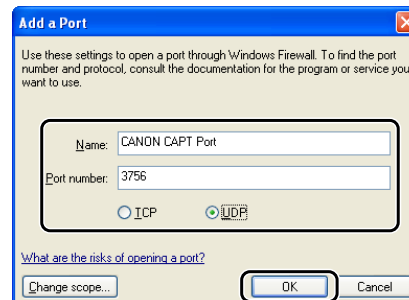 Add a Port
Use these settings to open a port through Windows Firewall. To find the port
number and protocol, consult the documentation for the program or service you
want to use.
Name: CANON CAPT Port
Port number: 3756
TCP UDP
What are the risks of opening a port?
Change scope... OK Cancel